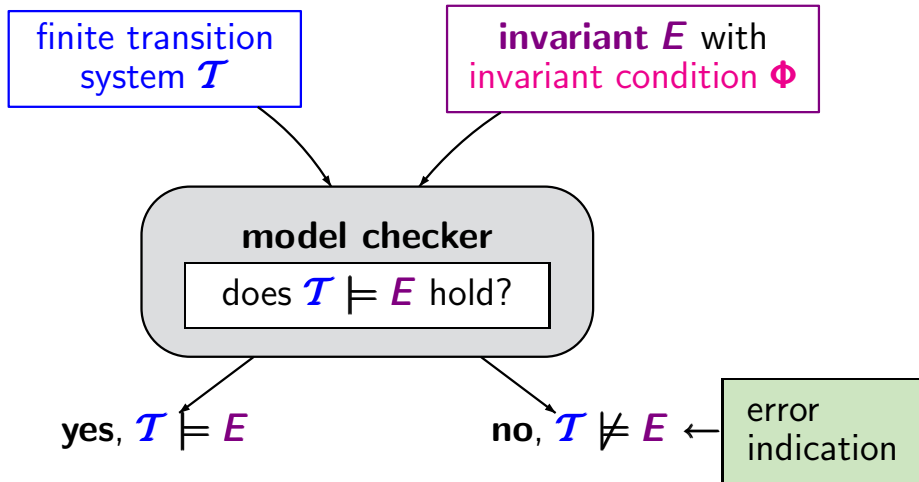 finite transition
system 𝒯
invariant E with
invariant condition Φ
model checker
does 𝒯 ⊨ E hold?
yes, 𝒯 ⊨ E
no, 𝒯 ⊭ E ←
error
indication